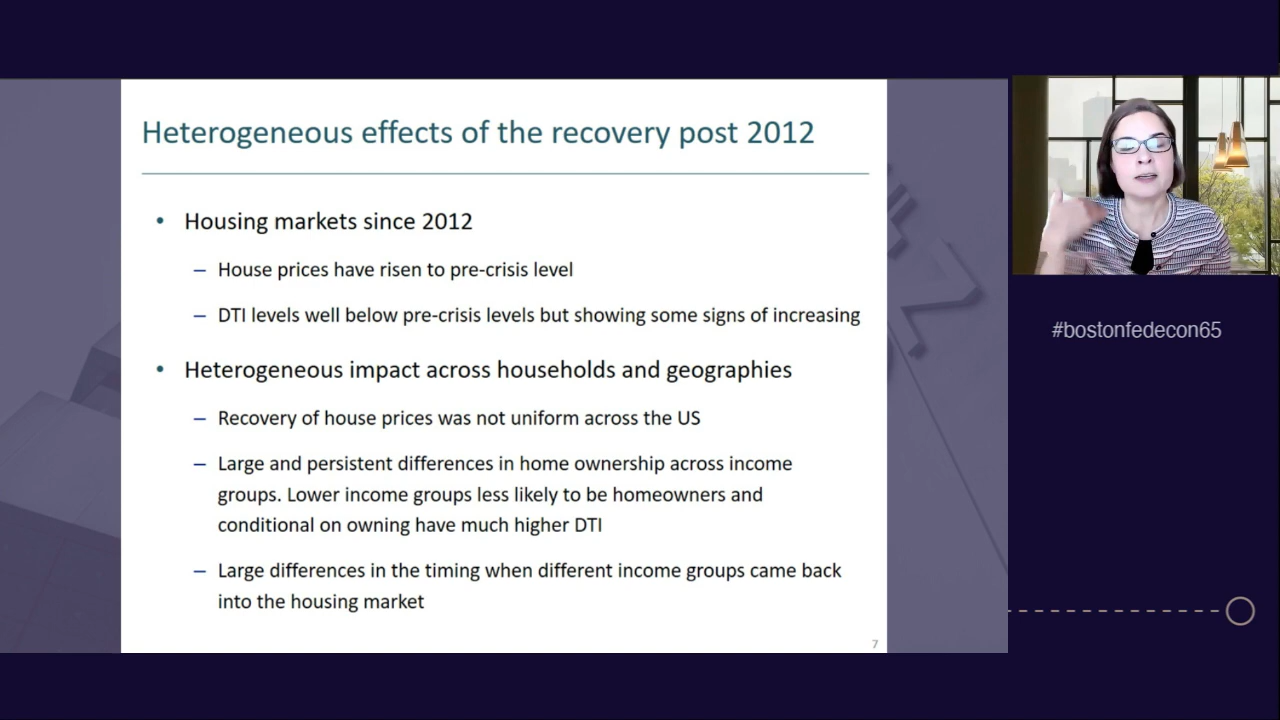 Heterogeneous effects of the recovery post 2012
• Housing markets since 2012
– House prices have risen to pre-crisis level
– DTI levels well below pre-crisis levels but showing some signs of increasing
• Heterogeneous impact across households and geographies
– Recovery of house prices was not uniform across the US
– Large and persistent differences in home ownership across income
groups. Lower income groups less likely to be homeowners and
conditional on owning have much higher DTI
– Large differences in the timing when different income groups came back
into the housing market
7
#bostonfedecon65